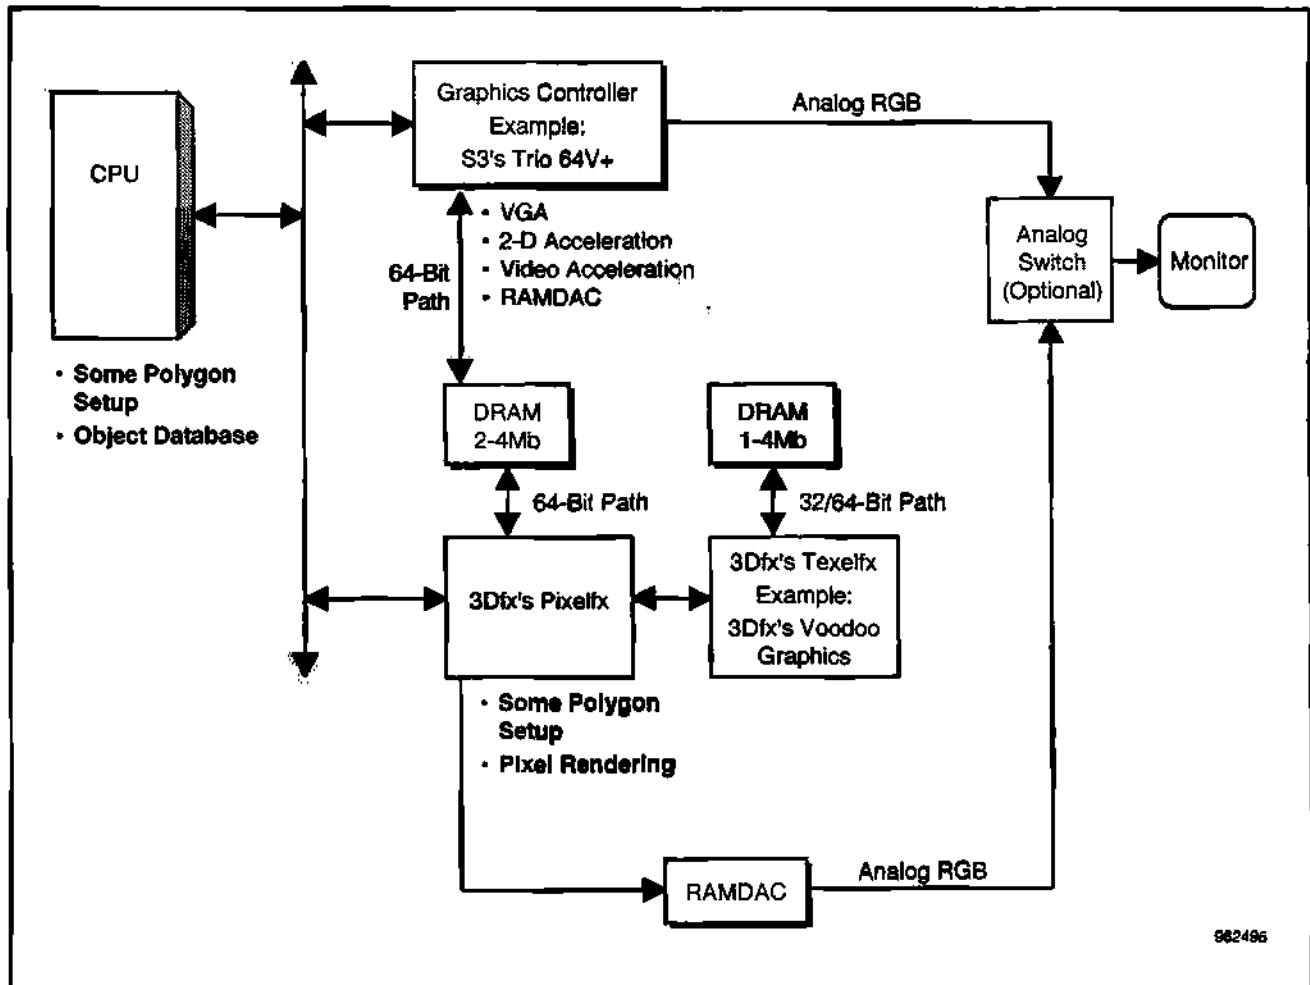 Graphics Controller
Example:
S3's Trio 64V+
Analog RGB
CPU
• VGA
• 2-D Acceleration
• Video Acceleration
• RAMDAC
64-Bit
Path
Analog
Switch
(Optional)
Monitor
• Some Polygon
Setup
• Object Database
DRAM
2-4Mb
DRAM
1-4Mb
64-Bit Path
32/64-Bit Path
3Dfx's Pixelfx
3Dfx's Texelfx
Example:
3Dfx's Voodoo
Graphics
• Some Polygon
Setup
• Pixel Rendering
RAMDAC
Analog RGB
962495